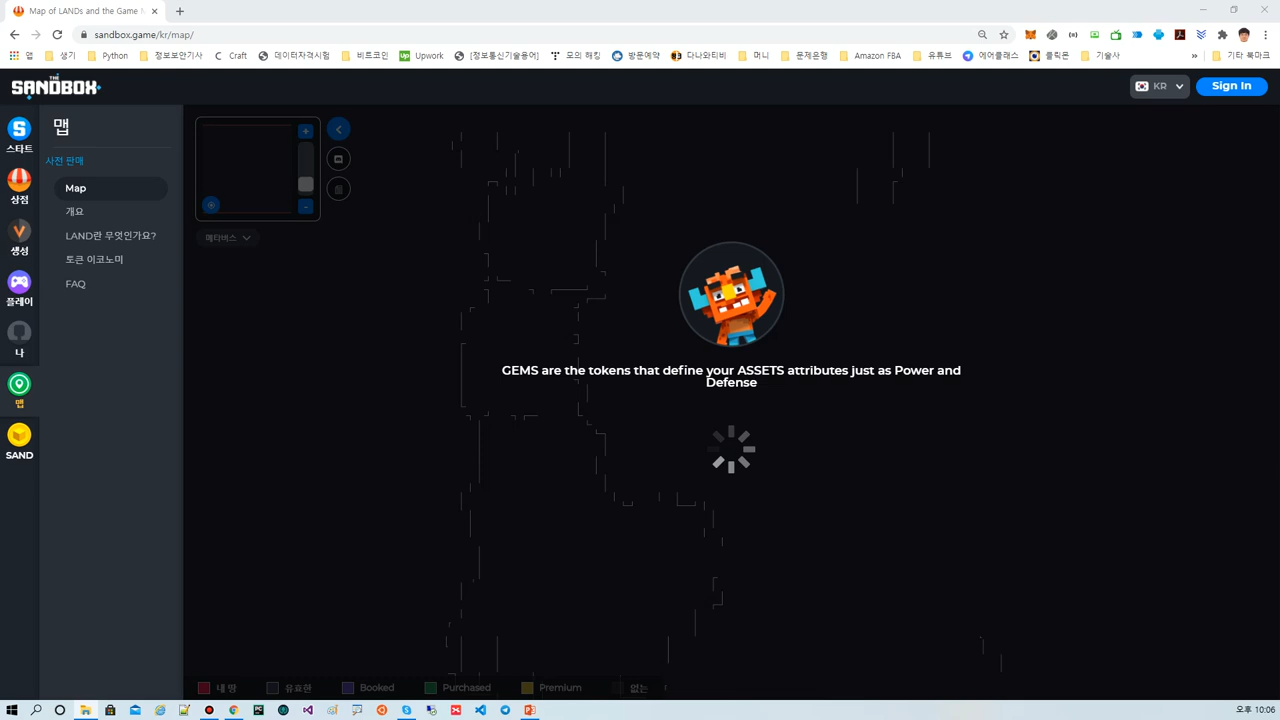 Map of LANDs and the Game M
sandbox.game/kr/map/
앱 생기 Python 정보보안기사 Craft 데이터자격시험 비트코인 Upwork [정보통신기술용어] 모의 해킹 방문예약 다나와티비 머니 문제은행 Amazon FBA 유튜브 에어클래스 클릭몬 기술사 » 기타 북마크
THE
SANDBOX
KR
Sign In
스타트
상점
생성
플레이
나
맵
SAND
맵
사전 판매
Map
개요
LAND란 무엇인가요?
토큰 이코노미
FAQ
메타버스
GEMS are the tokens that define your ASSETS attributes just as Power and
Defense
내 땅 유효한 Booked Purchased Premium 없는
오후 10:06